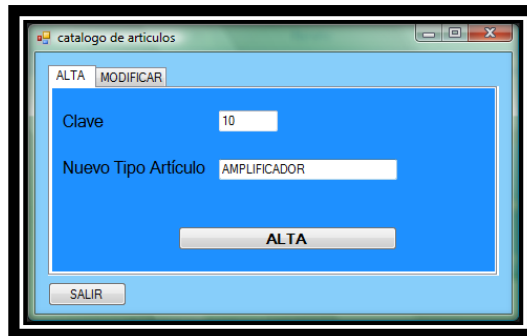 catalogo de articulos
ALTA MODIFICAR
Clave 10
Nuevo Tipo Artículo AMPLIFICADOR
ALTA
SALIR